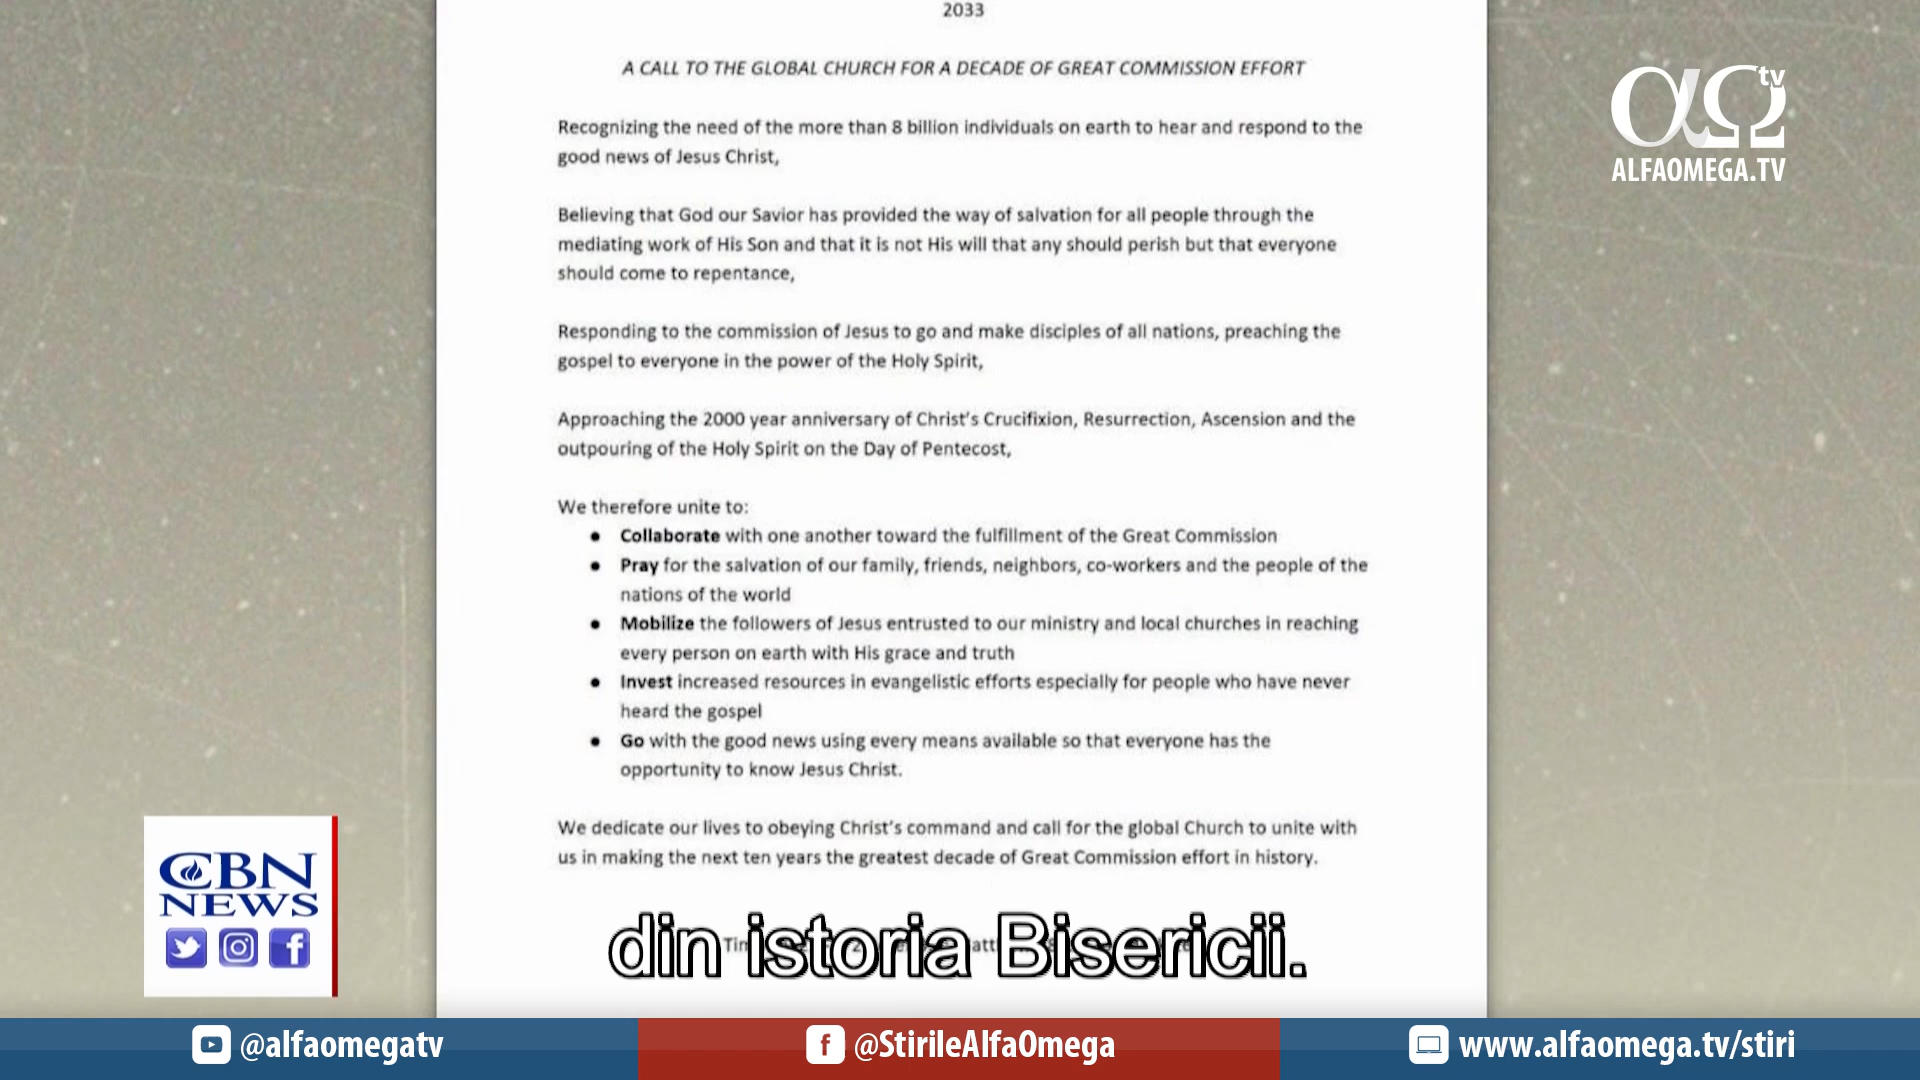 2033
A CALL TO THE GLOBAL CHURCH FOR A DECADE OF GREAT COMMISSION EFFORT
Recognizing the need of the more than 8 billion individuals on earth to hear and respond to the
good news of Jesus Christ,
Believing that God our Savior has provided the way of salvation for all people through the
mediating work of His Son and that it is not His will that any should perish but that everyone
should come to repentance,
Responding to the commission of Jesus to go and make disciples of all nations, preaching the
gospel to everyone in the power of the Holy Spirit,
Approaching the 2000 year anniversary of Christ's Crucifixion, Resurrection, Ascension and the
outpouring of the Holy Spirit on the Day of Pentecost,
We therefore unite to:
● Collaborate with one another toward the fulfillment of the Great Commission
● Pray for the salvation of our family, friends, neighbors, co-workers and the people of the
nations of the world
● Mobilize the followers of Jesus entrusted to our ministry and local churches in reaching
every person on earth with His grace and truth
● Invest increased resources in evangelistic efforts especially for people who have never
heard the gospel
● Go with the good news using every means available so that everyone has the
opportunity to know Jesus Christ.
We dedicate our lives to obeying Christ's command and call for the global Church to unite with
us in making the next ten years the greatest decade of Great Commission effort in history.
din istoria Bisericii.
αΩ tv
ALFAOMEGA.TV
CBN
NEWS
@alfaomegatv
@StirileAlfaOmega
www.alfaomega.tv/stiri